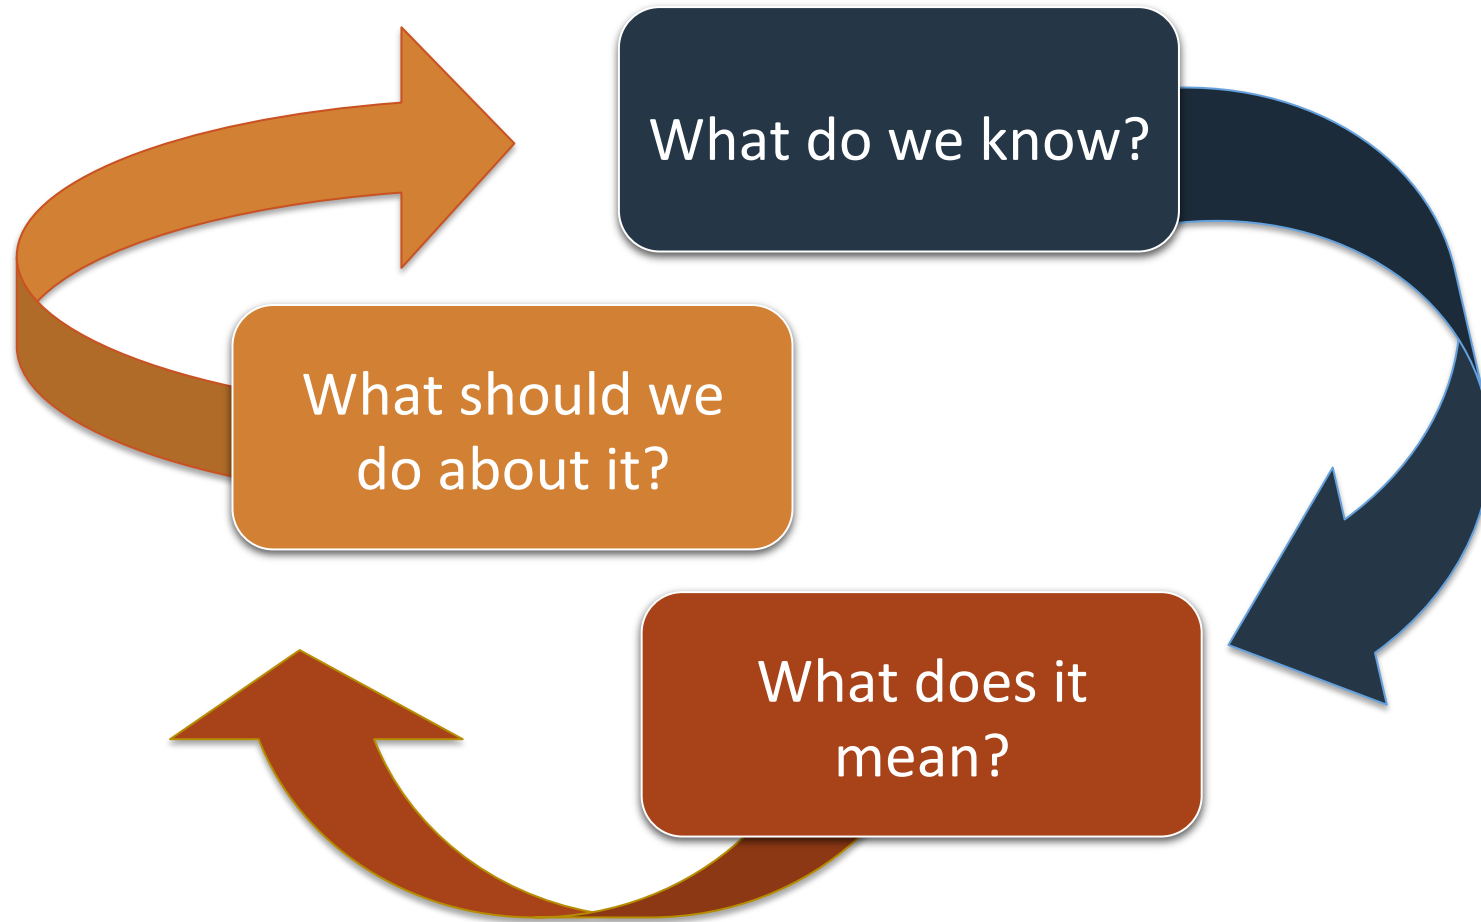 What do we know?
What should we
do about it?
What does it
mean?